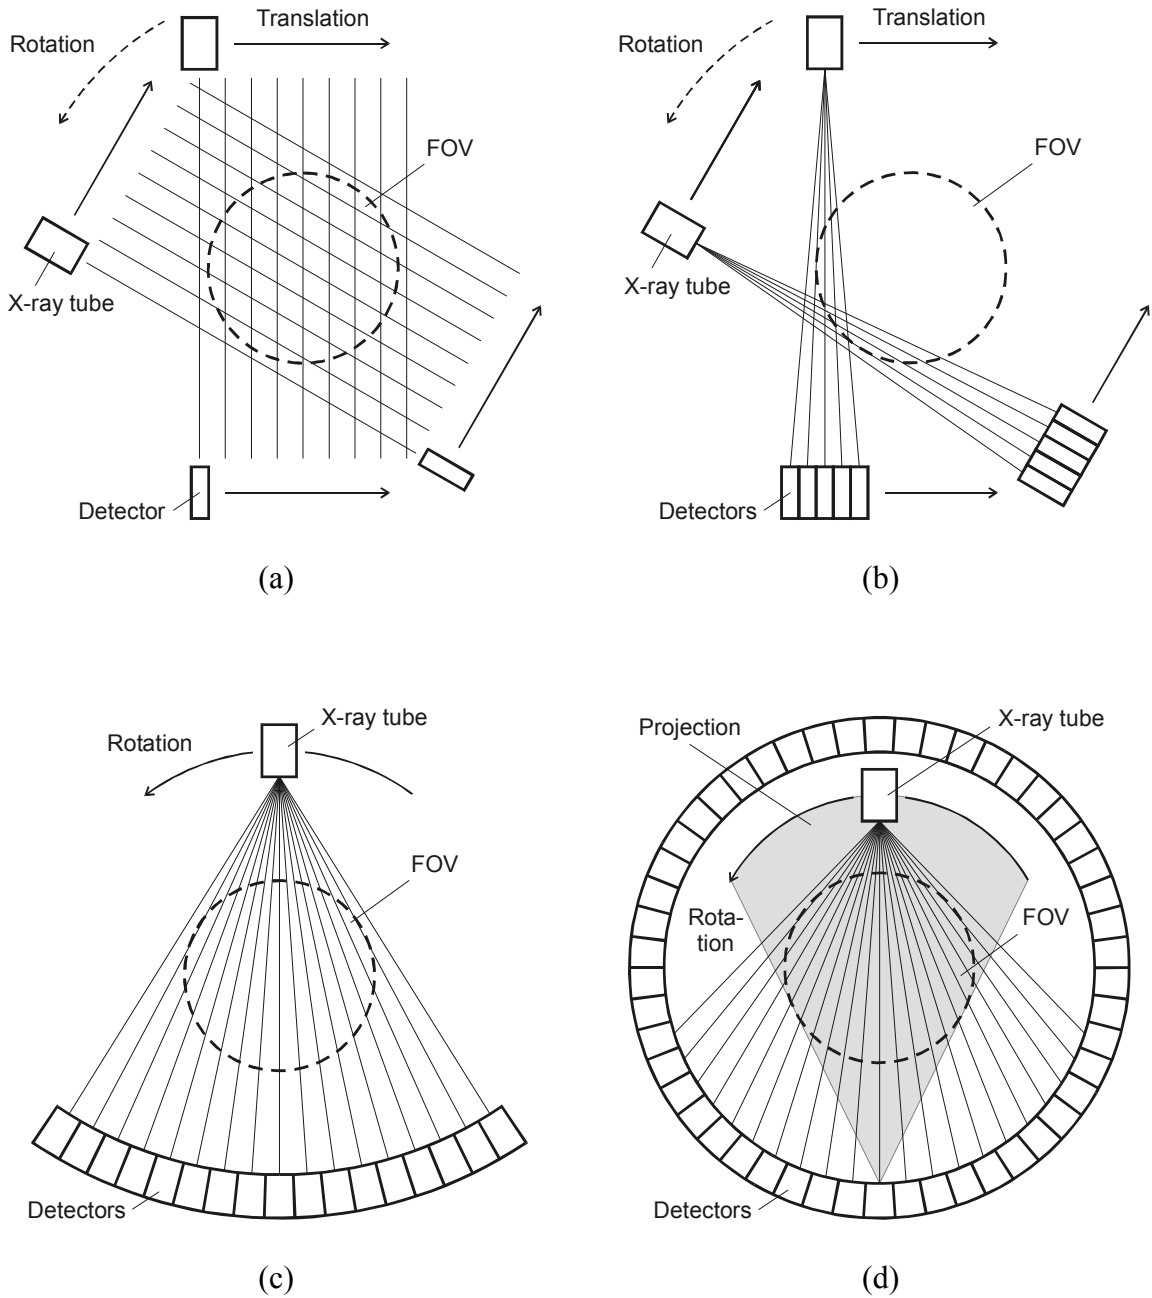 Translation
Rotation
FOV
X-ray tube
Detector
(a)
Translation
Rotation
FOV
X-ray tube
Detectors
(b)
X-ray tube
Rotation
FOV
Detectors
(c)
X-ray tube
Projection
Rota-
tion
FOV
Detectors
(d)